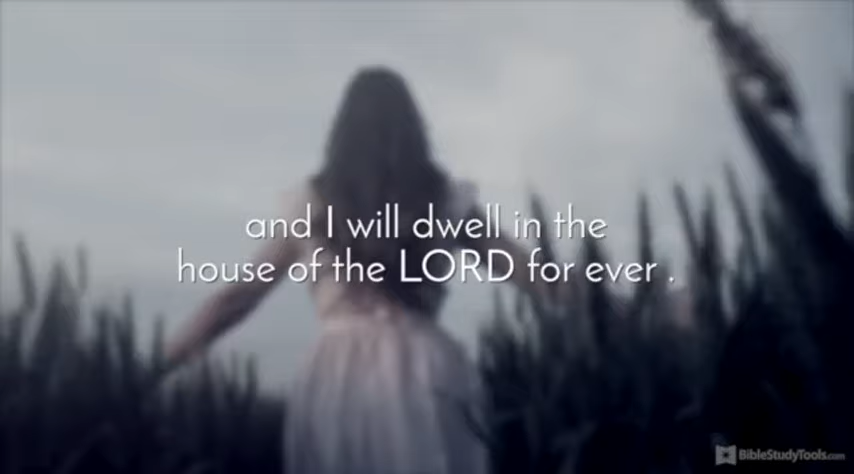 and I will dwell in the
house of the LORD for ever .
BibleStudyTools.com